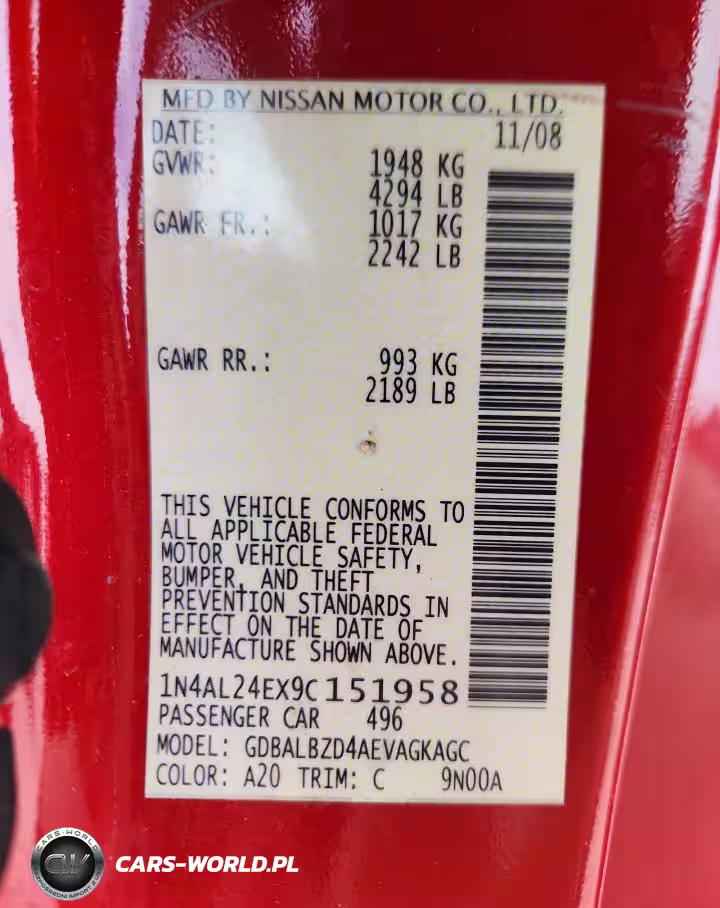 MFD BY NISSAN MOTOR CO., LTD.
DATE: 11/08
GVWR: 1948 KG
4294 LB
GAWR FR.: 1017 KG
2242 LB
GAWR RR.: 993 KG
2189 LB
THIS VEHICLE CONFORMS TO
ALL APPLICABLE FEDERAL
MOTOR VEHICLE SAFETY,
BUMPER, AND THEFT
PREVENTION STANDARDS IN
EFFECT ON THE DATE OF
MANUFACTURE SHOWN ABOVE.
1N4AL24EX9C151958
PASSENGER CAR 496
MODEL: GDBALBZD4AEVAGKAGC
COLOR: A20 TRIM: C 9N00A
CARS-WORLD
CW
CARS-WORLD.PL